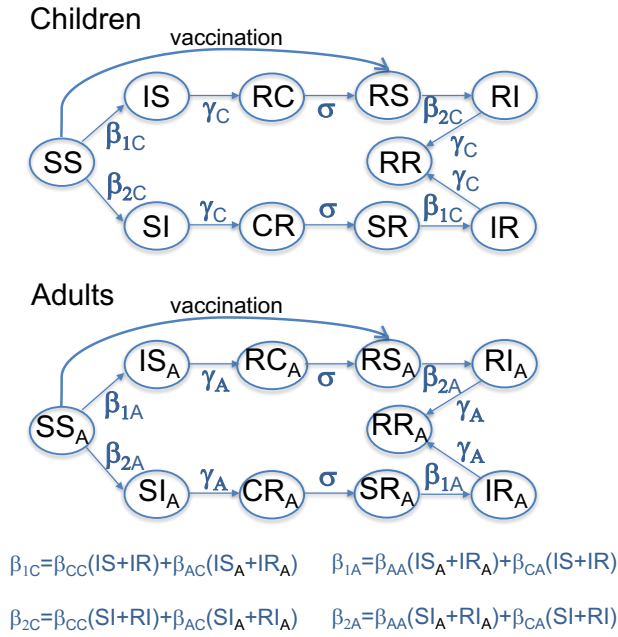 Children
vaccination
IS RC RS RI
γC σ β2C
β1C γC
SS RR
β2C γC
γC σ β1C
SI CR SR IR
Adults
vaccination
ISA RCA RSA RIA
γA σ β2A
β1A γA
SSA RRA
β2A γA
γA σ β1A
SIA CRA SRA IRA
β1C=βCC(IS+IR)+βAC(ISA+IRA) β1A=βAA(ISA+IRA)+βCA(IS+IR)
β2C=βCC(SI+RI)+βAC(SIA+RIA) β2A=βAA(SIA+RIA)+βCA(SI+RI)